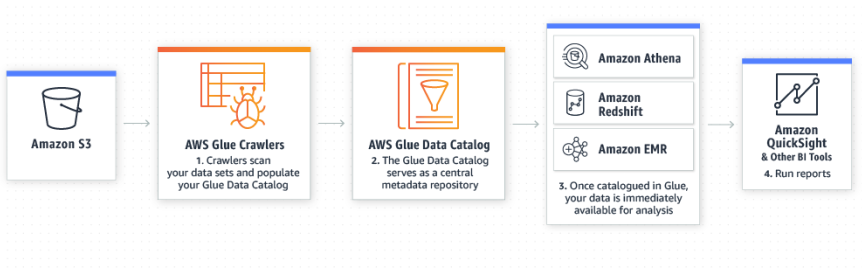 Amazon S3
AWS Glue Crawlers
1. Crawlers scan
your data sets and populate
your Glue Data Catalog
AWS Glue Data Catalog
2. The Glue Data Catalog
serves as a central
metadata repository
Amazon Athena
Amazon
Redshift
Amazon EMR
3. Once catalogued in Glue,
your data is immediately
available for analysis
Amazon
QuickSight
& Other BI Tools
4. Run reports